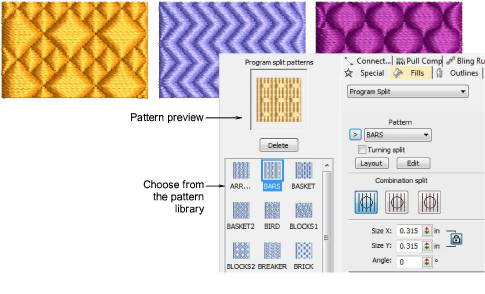 Program split patterns
Pattern preview
Delete
Choose from
the pattern
library
ARR...
BARS
BASKET
BASKET2
BIRD
BLOCKS1
BLOCKS2
BREAKER
BRICK
Connect...
Pull Comp
Bling Ru
Special
Fills
Outlines
Program Split
Pattern
>
BARS
Turning split
Layout
Edit
Combination split
Size X: 0.315 in
Size Y: 0.315 in
Angle: 0 °